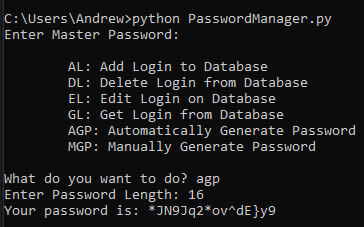 C:\Users\Andrew>python PasswordManager.py
Enter Master Password:
AL: Add Login to Database
DL: Delete Login from Database
EL: Edit Login on Database
GL: Get Login from Database
AGP: Automatically Generate Password
MGP: Manually Generate Password
What do you want to do? agp
Enter Password Length: 16
Your password is: *JN9Jq2*ov^dE}y9